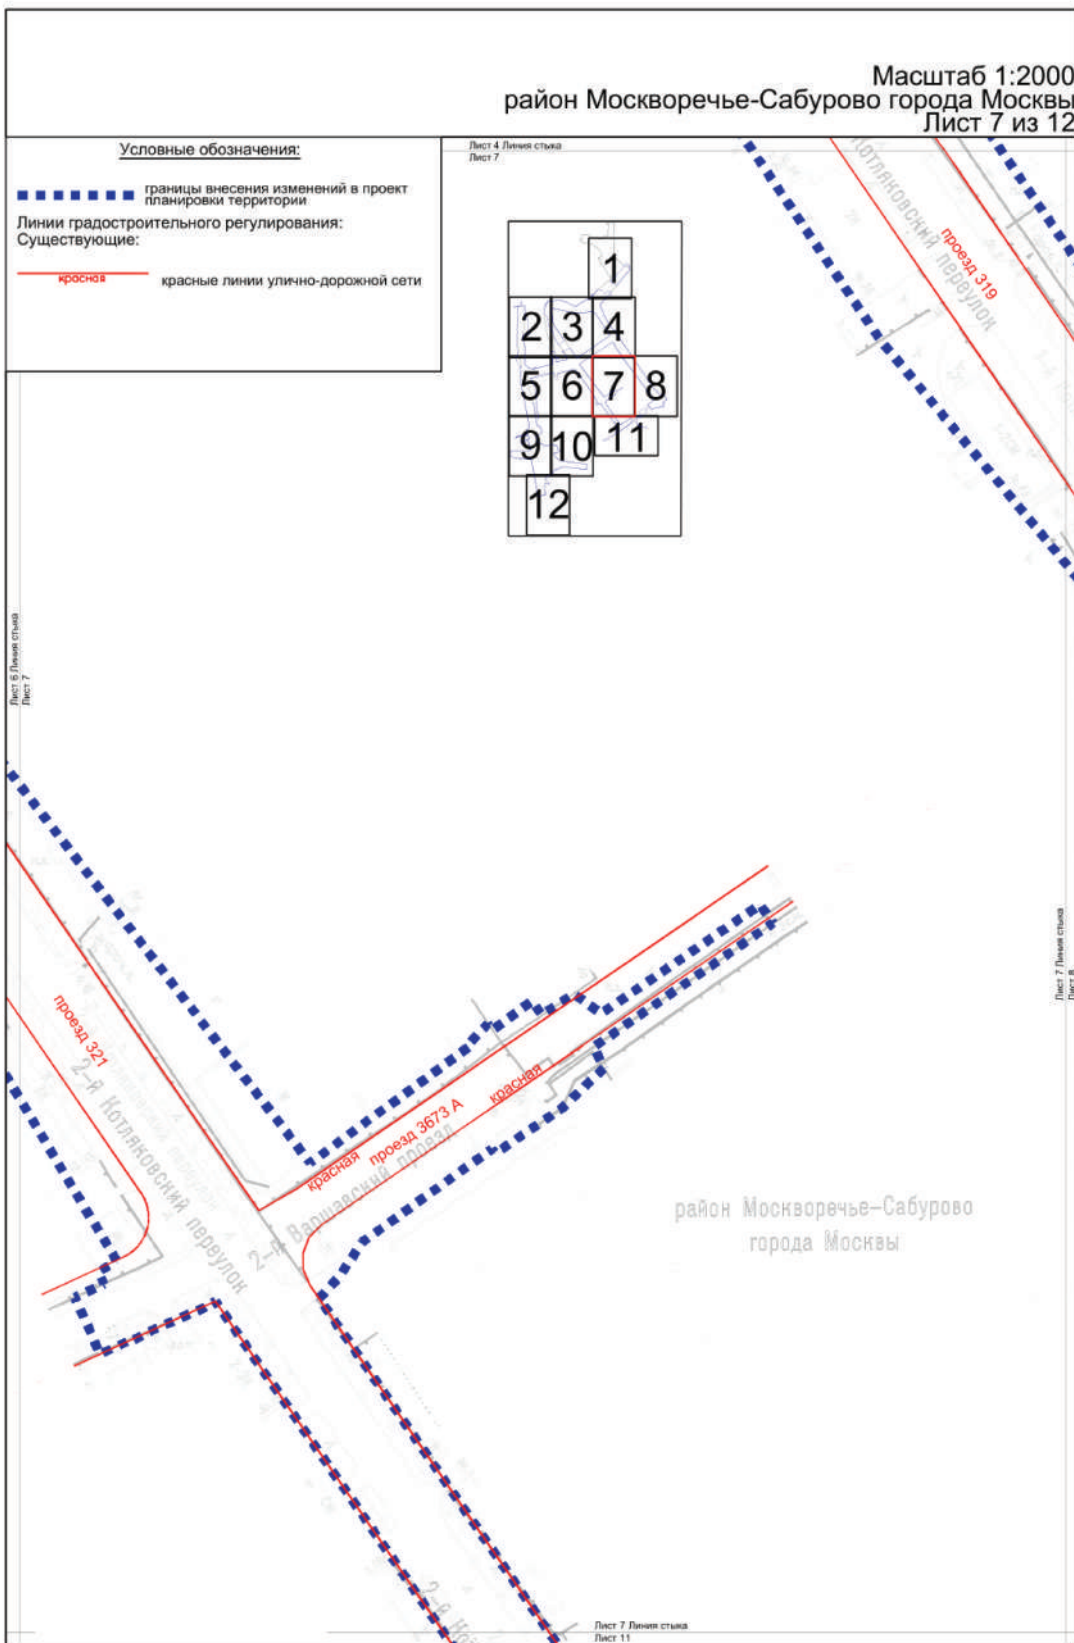 Масштаб 1:2000
район Москворечье-Сабурово города Москвы
Лист 7 из 12
Условные обозначения:
границы внесения изменений в проект
планировки территории
Линии градостроительного регулирования:
Существующие:
красная
красные линии улично-дорожной сети
Лист 4 Линия стыка
Лист 7
1
2 3 4
5 6 7 8
9 10 11
12
Котляковский переулок
проезд 319
Лист 6 Линия стыка
Лист 7
Лист 7 Линия стыка
Лист 8
проезд 321
2-й Котляковский переулок
красная
проезд 3673 А
красная
2-й Варшавский проезд
район Москворечье-Сабурово
города Москвы
Лист 7 Линия стыка
Лист 11